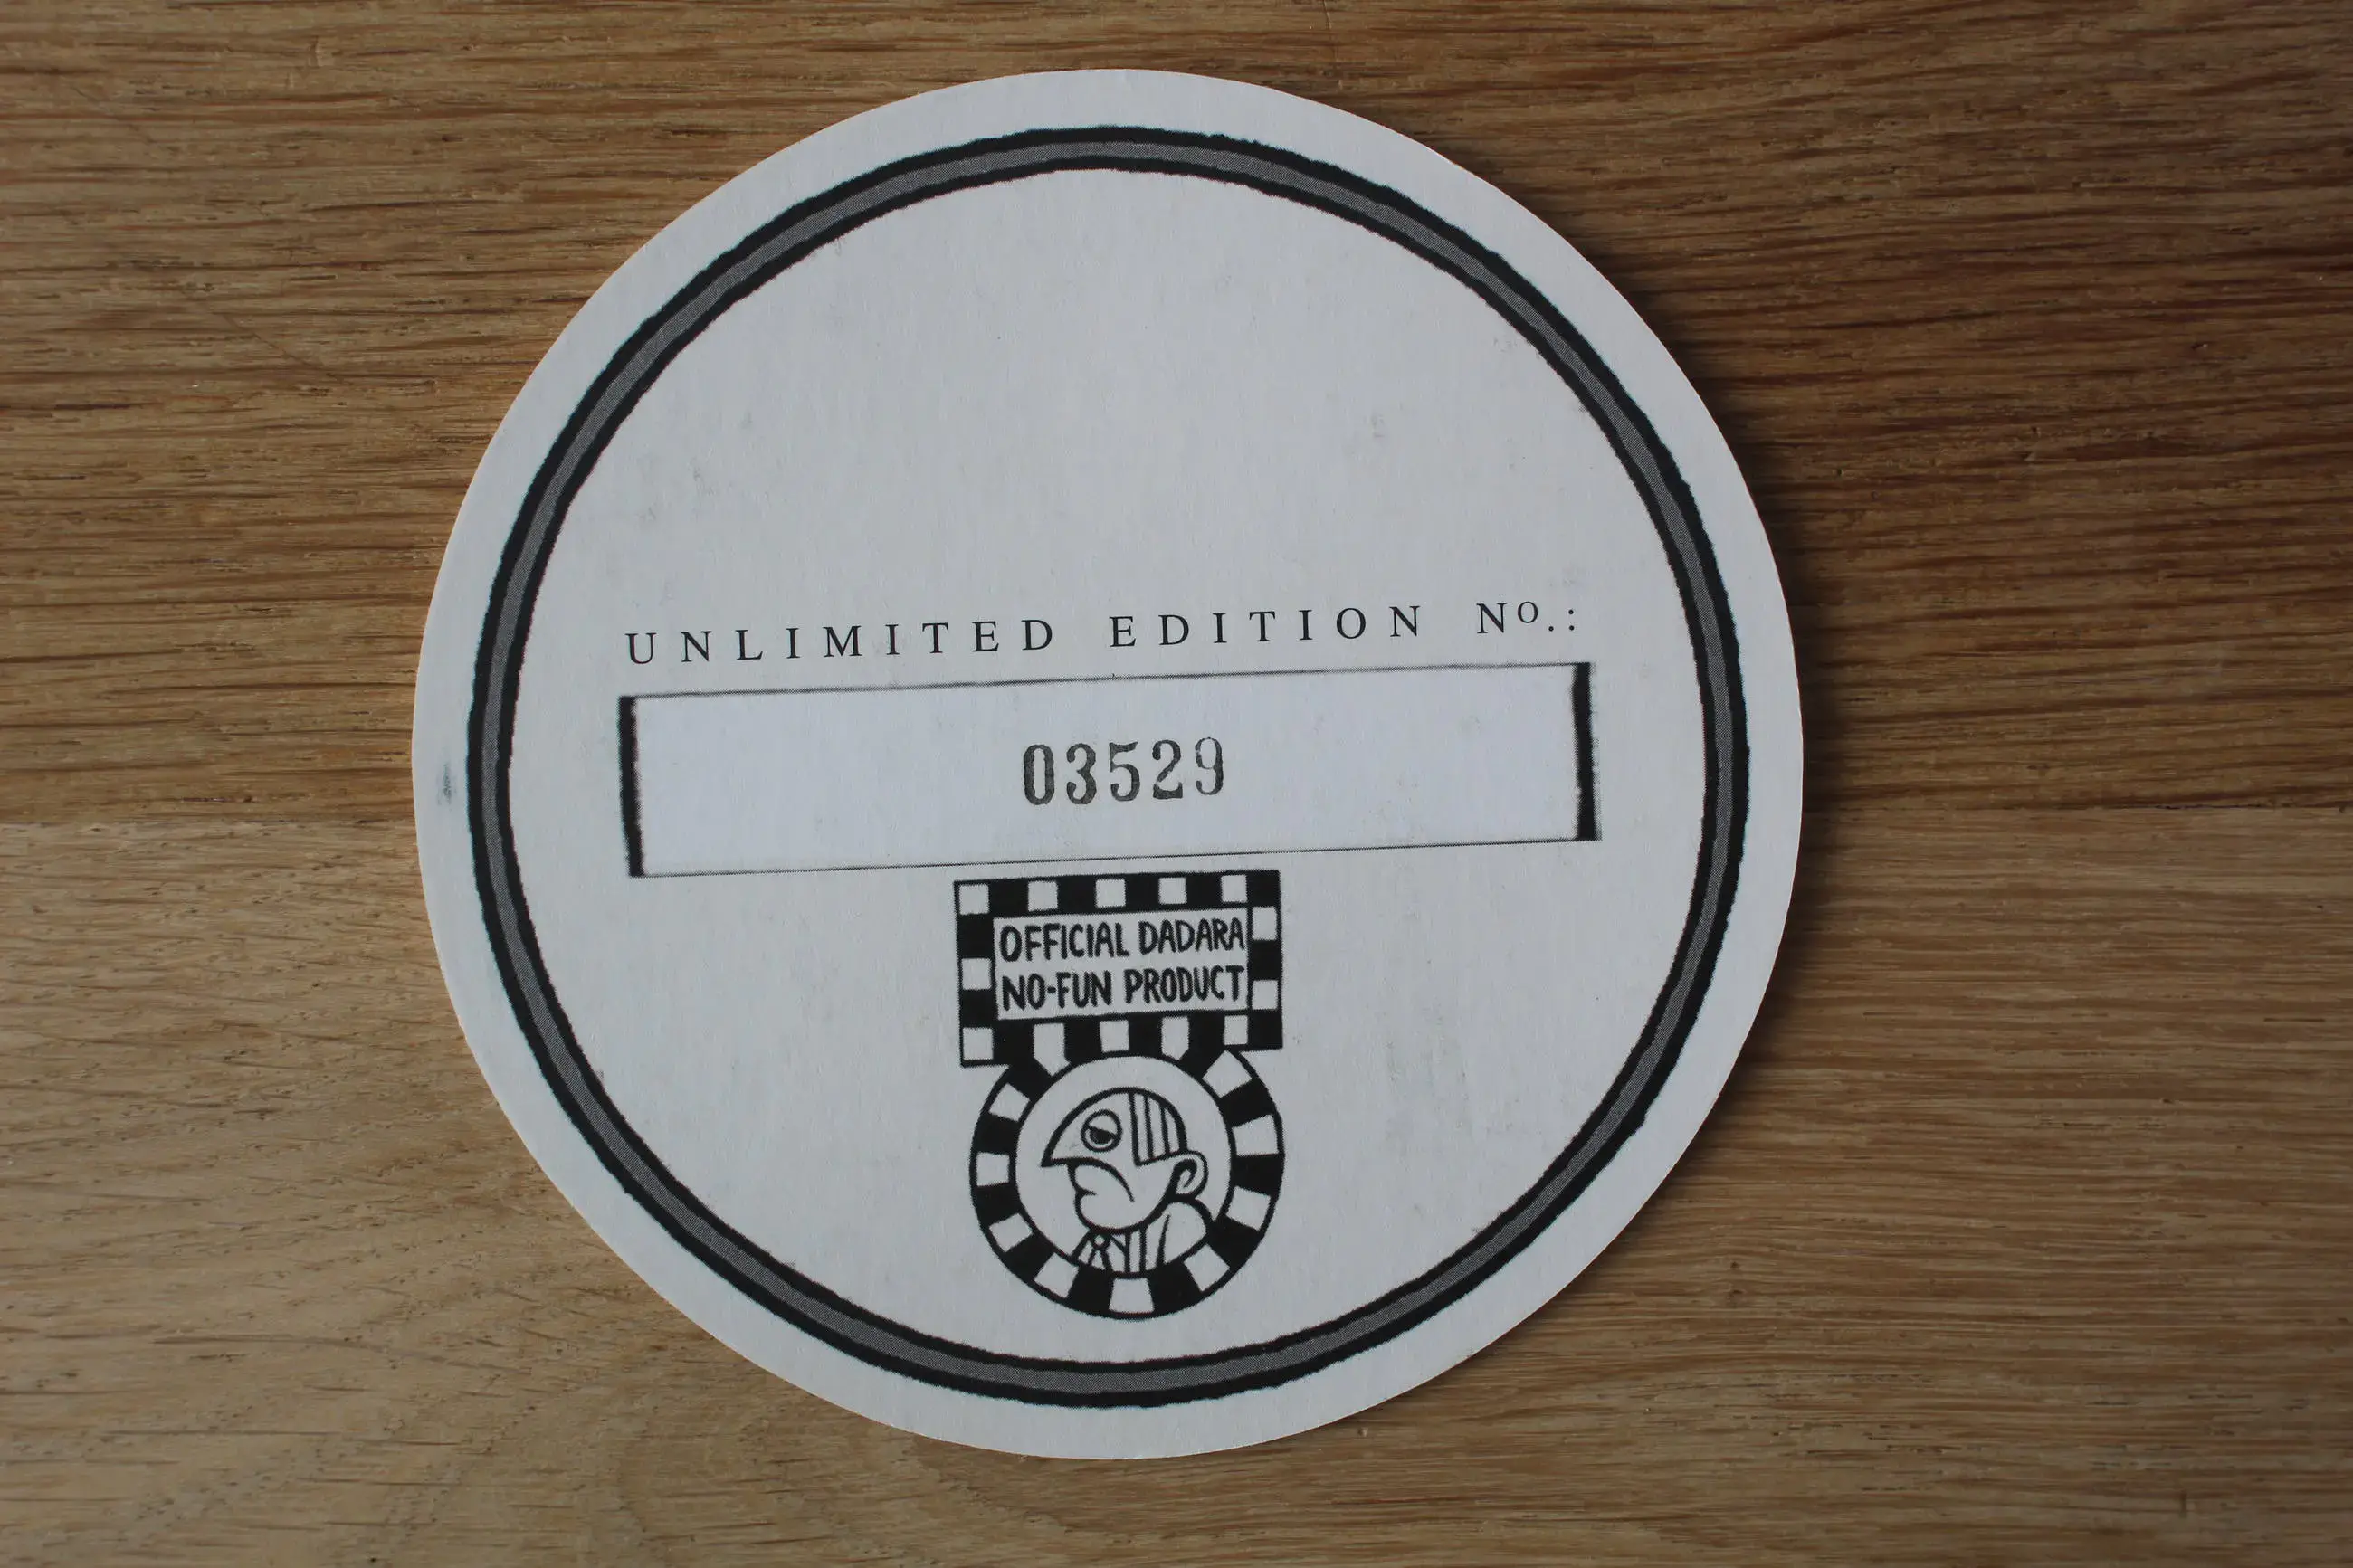 UNLIMITED EDITION No.:
03529
OFFICIAL DADARA
NO-FUN PRODUCT